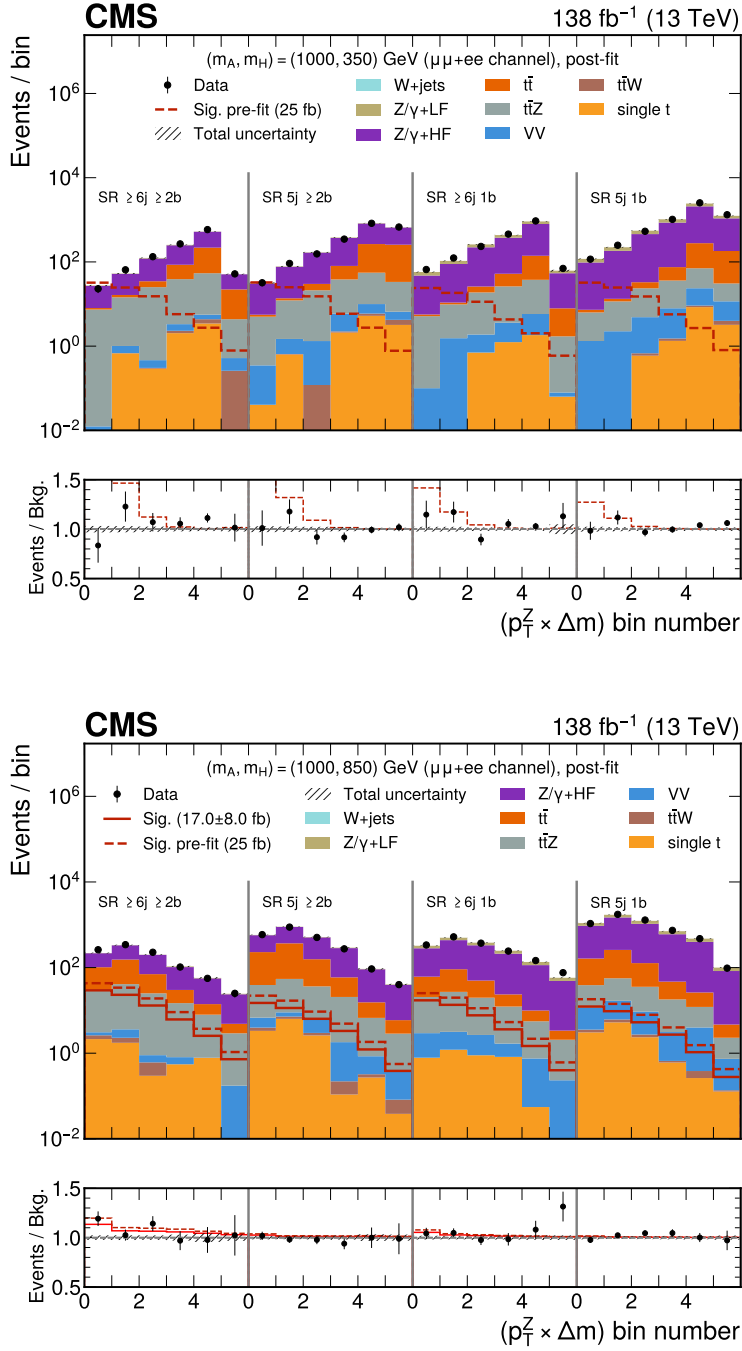 CMS 138 fb⁻¹ (13 TeV)
(m_A, m_H) = (1000, 350) GeV (μμ+ee channel), post-fit
Data W+jets tt̄ tt̄W
Sig. pre-fit (25 fb) Z/γ+LF tt̄Z single t
Total uncertainty Z/γ+HF VV
Events / bin
10⁶
10⁴
10²
10⁰
10⁻²
SR ≥ 6j ≥ 2b SR 5j ≥ 2b SR ≥ 6j 1b SR 5j 1b
Events / Bkg.
1.5
1.0
0.5
0 2 4 0 2 4 0 2 4 0 2 4
(p_T^Z × Δm) bin number
CMS 138 fb⁻¹ (13 TeV)
(m_A, m_H) = (1000, 850) GeV (μμ+ee channel), post-fit
Data Total uncertainty Z/γ+HF VV
Sig. (17.0±8.0 fb) W+jets tt̄ tt̄W
Sig. pre-fit (25 fb) Z/γ+LF tt̄Z single t
Events / bin
10⁶
10⁴
10²
10⁰
10⁻²
SR ≥ 6j ≥ 2b SR 5j ≥ 2b SR ≥ 6j 1b SR 5j 1b
Events / Bkg.
1.5
1.0
0.5
0 2 4 0 2 4 0 2 4 0 2 4
(p_T^Z × Δm) bin number